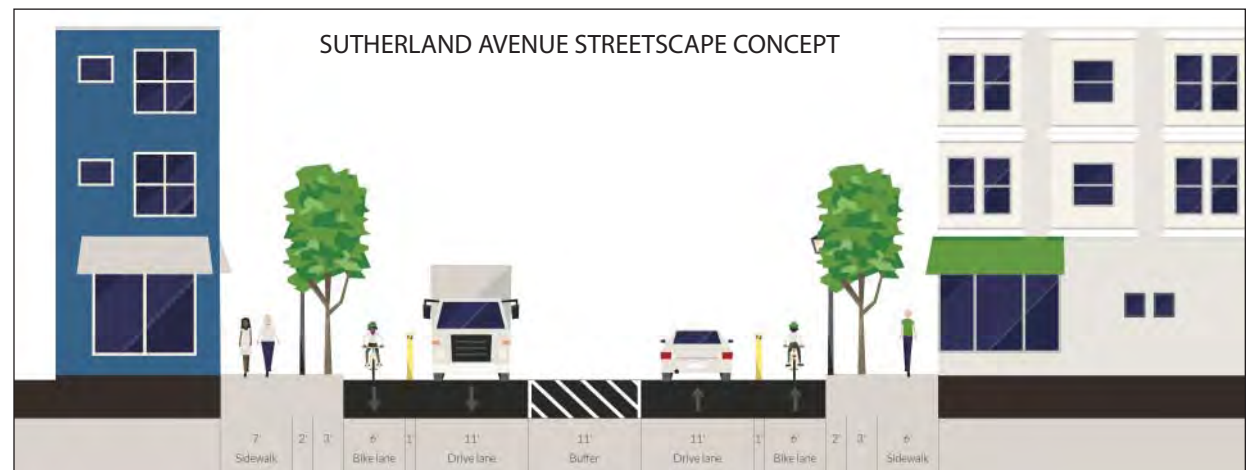 SUTHERLAND AVENUE STREETSCAPE CONCEPT
7' 2' 3' 6' 1' 11' 11' 11' 1' 6' 2' 3' 6'
Sidewalk Bike lane Drive lane Buffer Drive lane Bike lane Sidewalk